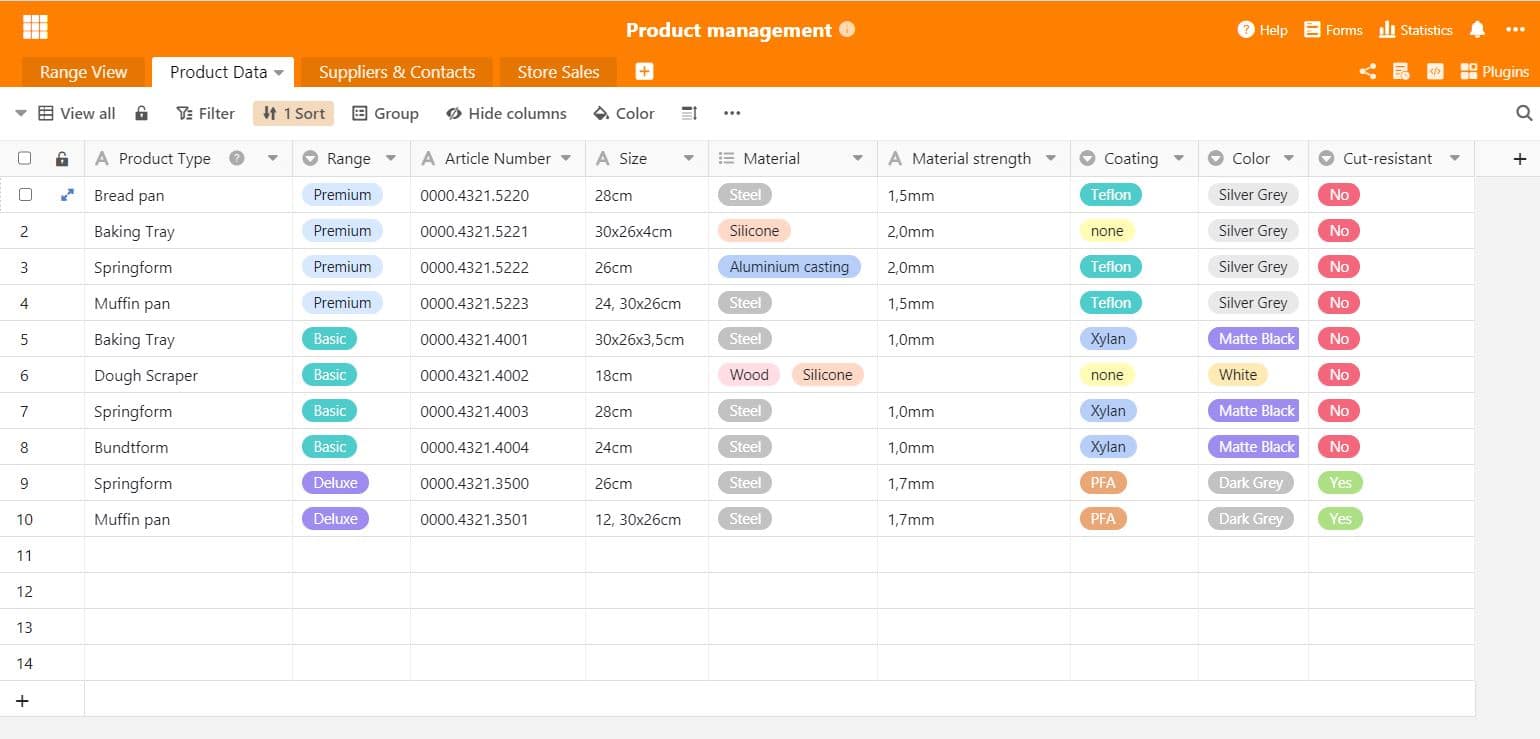 Product management
Help Forms Statistics
Range View Product Data Suppliers & Contacts Store Sales Plugins
View all Filter 1 Sort Group Hide columns Color
Product Type Range Article Number Size Material Material strength Coating Color Cut-resistant
Bread pan Premium 0000.4321.5220 28cm Steel 1,5mm Teflon Silver Grey No
2 Baking Tray Premium 0000.4321.5221 30x26x4cm Silicone 2,0mm none Silver Grey No
3 Springform Premium 0000.4321.5222 26cm Aluminium casting 2,0mm Teflon Silver Grey No
4 Muffin pan Premium 0000.4321.5223 24, 30x26cm Steel 1,5mm Teflon Silver Grey No
5 Baking Tray Basic 0000.4321.4001 30x26x3,5cm Steel 1,0mm Xylan Matte Black No
6 Dough Scraper Basic 0000.4321.4002 18cm Wood Silicone none White No
7 Springform Basic 0000.4321.4003 28cm Steel 1,0mm Xylan Matte Black No
8 Bundtform Basic 0000.4321.4004 24cm Steel 1,0mm Xylan Matte Black No
9 Springform Deluxe 0000.4321.3500 26cm Steel 1,7mm PFA Dark Grey Yes
10 Muffin pan Deluxe 0000.4321.3501 12, 30x26cm Steel 1,7mm PFA Dark Grey Yes
11
12
13
14